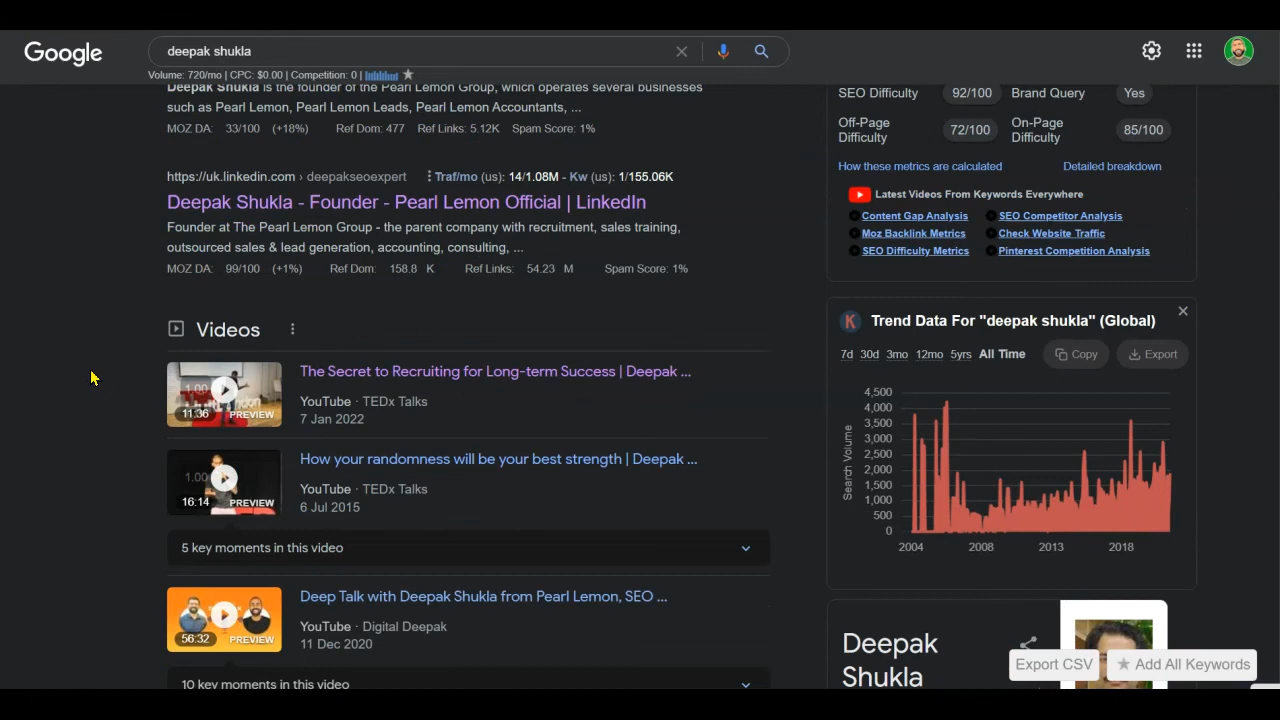 Google
deepak shukla
Volume: 720/mo | CPC: $0.00 | Competition: 0 |
Deepak Shukla is the founder of the Pearl Lemon Group, which operates several businesses
such as Pearl Lemon, Pearl Lemon Leads, Pearl Lemon Accountants, ...
MOZ DA: 33/100 (+18%) Ref Dom: 477 Ref Links: 5.12K Spam Score: 1%
https://uk.linkedin.com › deepakseoexpert Traf/mo (us): 14/1.08M - Kw (us): 1/155.06K
Deepak Shukla - Founder - Pearl Lemon Official | LinkedIn
Founder at The Pearl Lemon Group - the parent company with recruitment, sales training,
outsourced sales & lead generation, accounting, consulting, ...
MOZ DA: 99/100 (+1%) Ref Dom: 158.8 K Ref Links: 54.23 M Spam Score: 1%
Videos
The Secret to Recruiting for Long-term Success | Deepak ...
YouTube · TEDx Talks
7 Jan 2022
1.00
11:36 PREVIEW
How your randomness will be your best strength | Deepak ...
YouTube · TEDx Talks
6 Jul 2015
1.00
16:14 PREVIEW
5 key moments in this video
Deep Talk with Deepak Shukla from Pearl Lemon, SEO ...
YouTube · Digital Deepak
11 Dec 2020
56:32 PREVIEW
10 key moments in this video
SEO Difficulty 92/100 Brand Query Yes
Off-Page Difficulty 72/100 On-Page Difficulty 85/100
How these metrics are calculated Detailed breakdown
Latest Videos From Keywords Everywhere
Content Gap Analysis SEO Competitor Analysis
Moz Backlink Metrics Check Website Traffic
SEO Difficulty Metrics Pinterest Competition Analysis
K Trend Data For "deepak shukla" (Global)
7d 30d 3mo 12mo 5yrs All Time Copy Export
Search Volume
4,500
4,000
3,500
3,000
2,500
2,000
1,500
1,000
500
0
2004 2008 2013 2018
Deepak
Shukla
Export CSV Add All Keywords